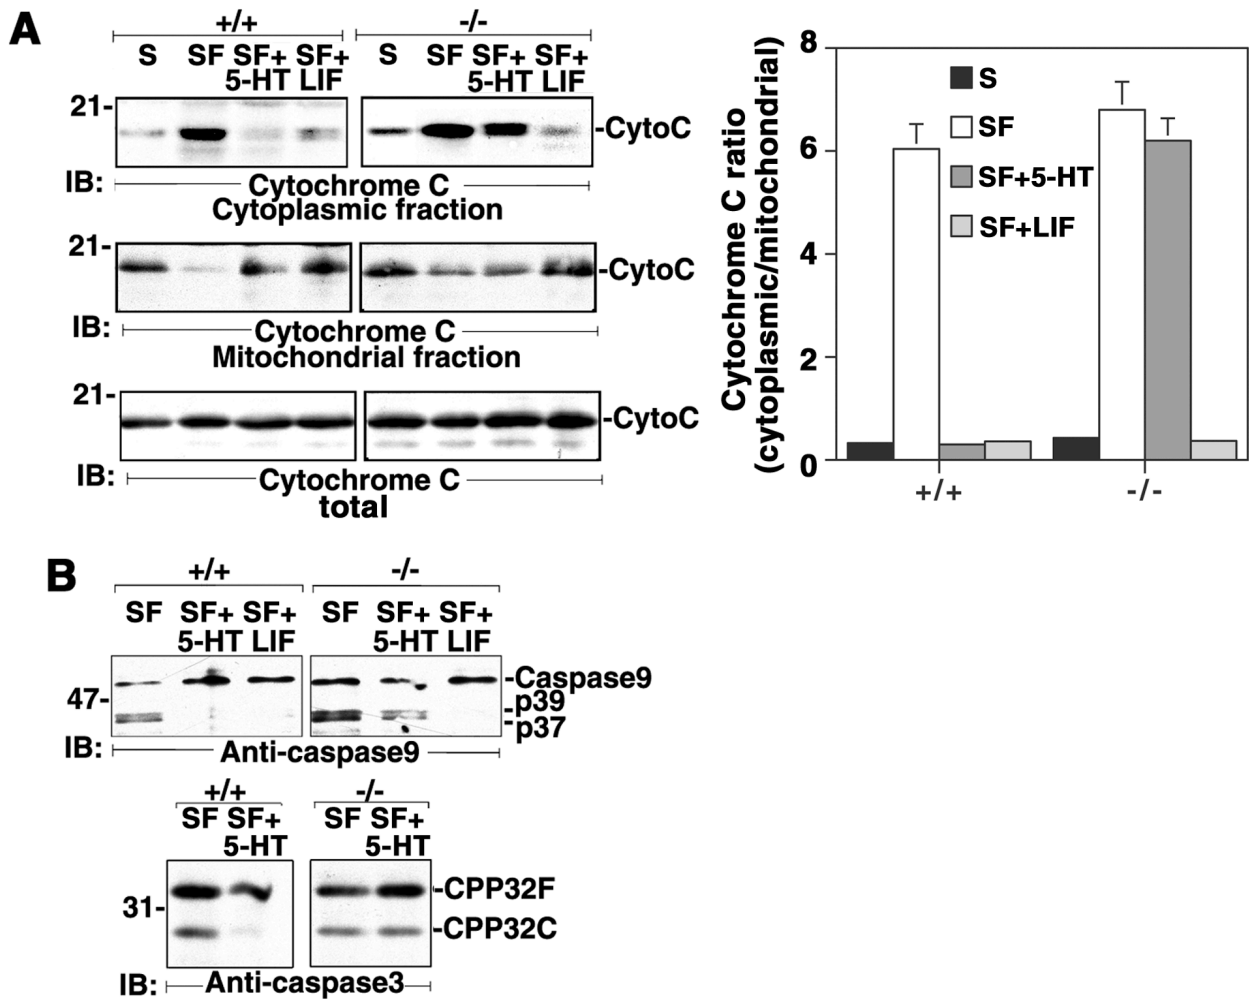 A
+/+ -/-
S SF SF+ SF+ S SF SF+ SF+
5-HT LIF 5-HT LIF
21-
-CytoC
IB: Cytochrome C
Cytoplasmic fraction
21-
-CytoC
IB: Cytochrome C
Mitochondrial fraction
21-
-CytoC
IB: Cytochrome C
total
Cytochrome C ratio
(cytoplasmic/mitochondrial)
8
6
4
2
0
S
SF
SF+5-HT
SF+LIF
+/+ -/-
B
+/+ -/-
SF SF+ SF+ SF SF+ SF+
5-HT LIF 5-HT LIF
-Caspase9
47-
-p39
-p37
IB: Anti-caspase9
+/+ -/-
SF SF+ SF SF+
5-HT 5-HT
-CPP32F
31-
-CPP32C
IB: Anti-caspase3